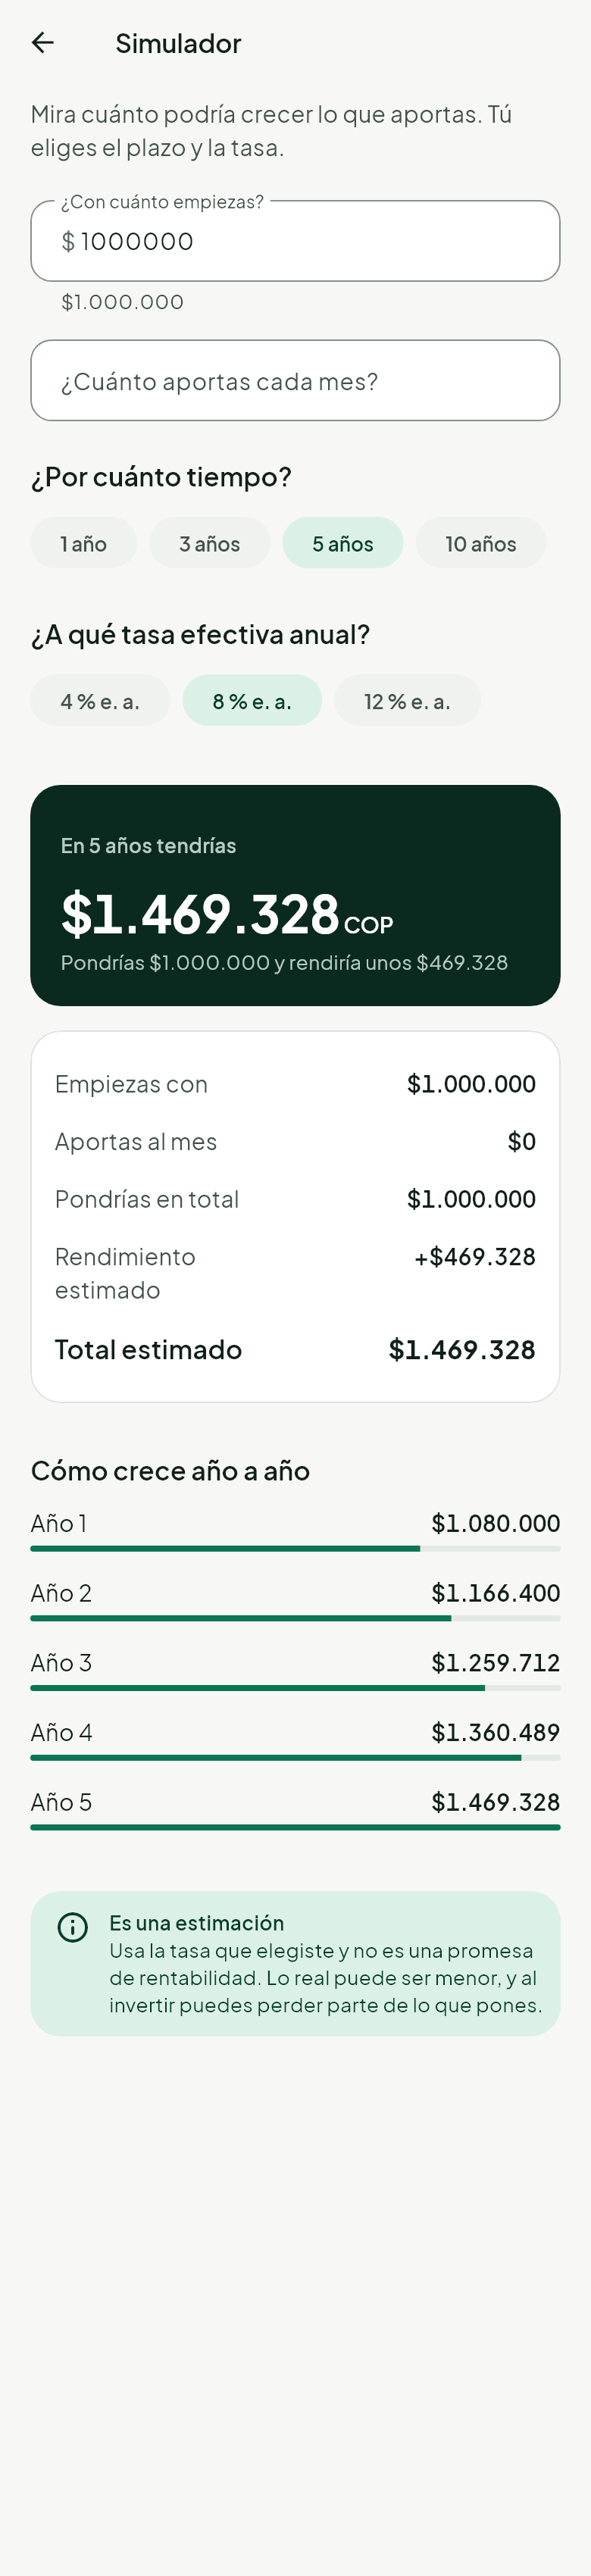 Simulador
Mira cuánto podría crecer lo que aportas. Tú
eliges el plazo y la tasa.
¿Con cuánto empiezas?
$ 1000000
$1.000.000
¿Cuánto aportas cada mes?
¿Por cuánto tiempo?
1 año 3 años 5 años 10 años
¿A qué tasa efectiva anual?
4 % e. a. 8 % e. a. 12 % e. a.
En 5 años tendrías
$1.469.328 COP
Pondrías $1.000.000 y rendiría unos $469.328
Empiezas con $1.000.000
Aportas al mes $0
Pondrías en total $1.000.000
Rendimiento +$469.328
estimado
Total estimado $1.469.328
Cómo crece año a año
Año 1 $1.080.000
Año 2 $1.166.400
Año 3 $1.259.712
Año 4 $1.360.489
Año 5 $1.469.328
Es una estimación
Usa la tasa que elegiste y no es una promesa
de rentabilidad. Lo real puede ser menor, y al
invertir puedes perder parte de lo que pones.